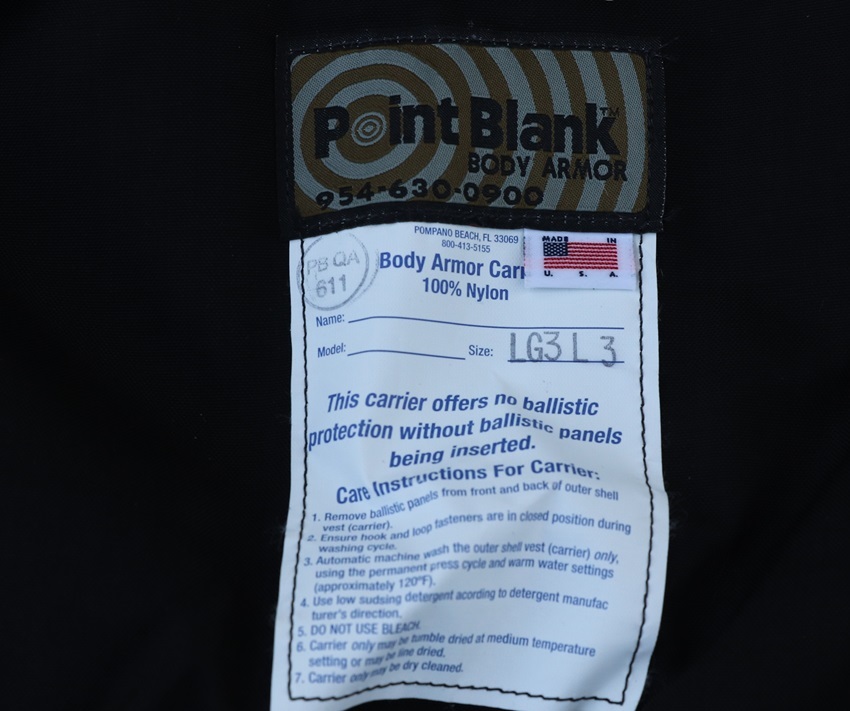 Point Blank™
BODY ARMOR
954-630-0900
POMPANO BEACH, FL 33069
800-413-5155
MADE IN
U. S. A.
PB QA
611
Body Armor Carr
100% Nylon
Name:
Model: Size: LG3 L 3
This carrier offers no ballistic
protection without ballistic panels
being inserted.
Care Instructions For Carrier:
1. Remove ballistic panels from front and back of outer shell
vest (carrier).
2. Ensure hook and loop fasteners are in closed position during
washing cycle.
3. Automatic machine wash the outer shell vest (carrier) only,
using the permanent press cycle and warm water settings
(approximately 120°F).
4. Use low sudsing detergent acording to detergent manufac
turer's direction.
5. DO NOT USE BLEACH.
6. Carrier only may be tumble dried at medium temperature
setting or may be line dried.
7. Carrier only may be dry cleaned.